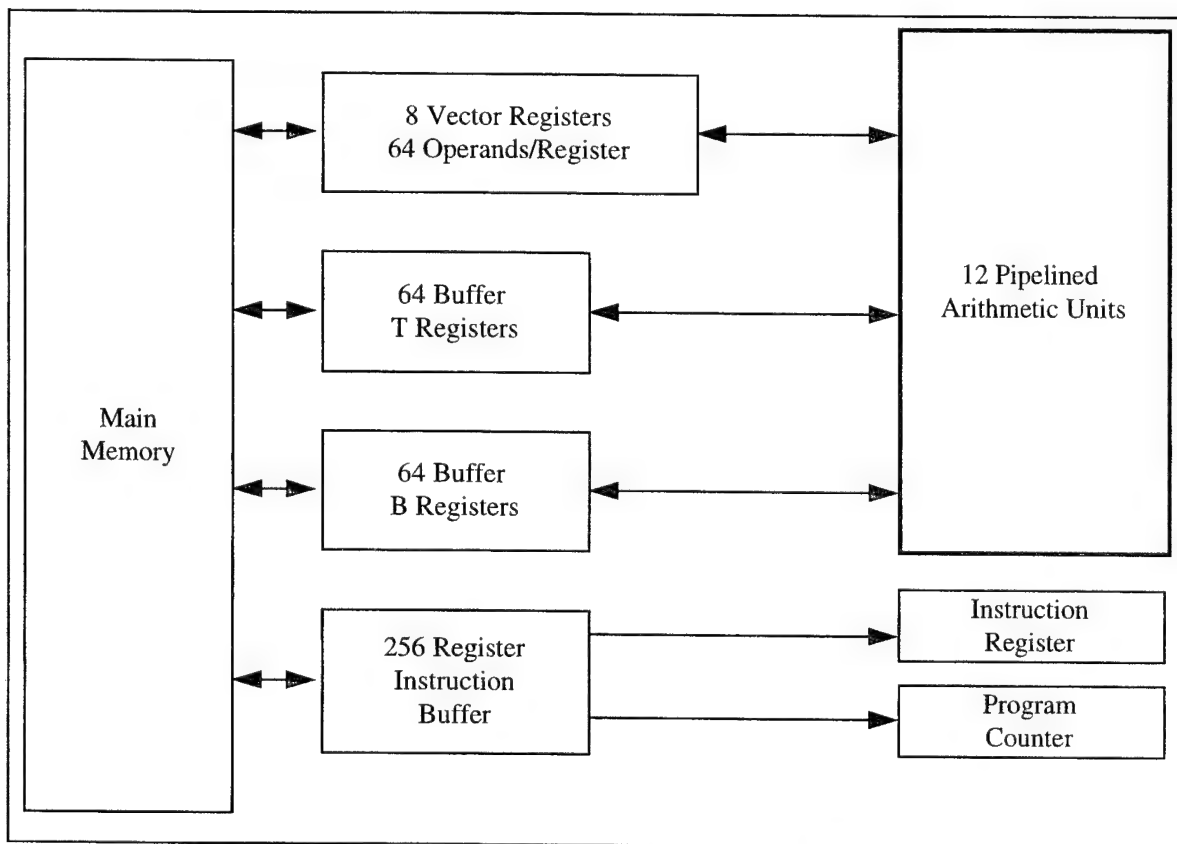 8 Vector Registers
64 Operands/Register
64 Buffer
T Registers
12 Pipelined
Arithmetic Units
Main
Memory
64 Buffer
B Registers
256 Register
Instruction
Buffer
Instruction
Register
Program
Counter